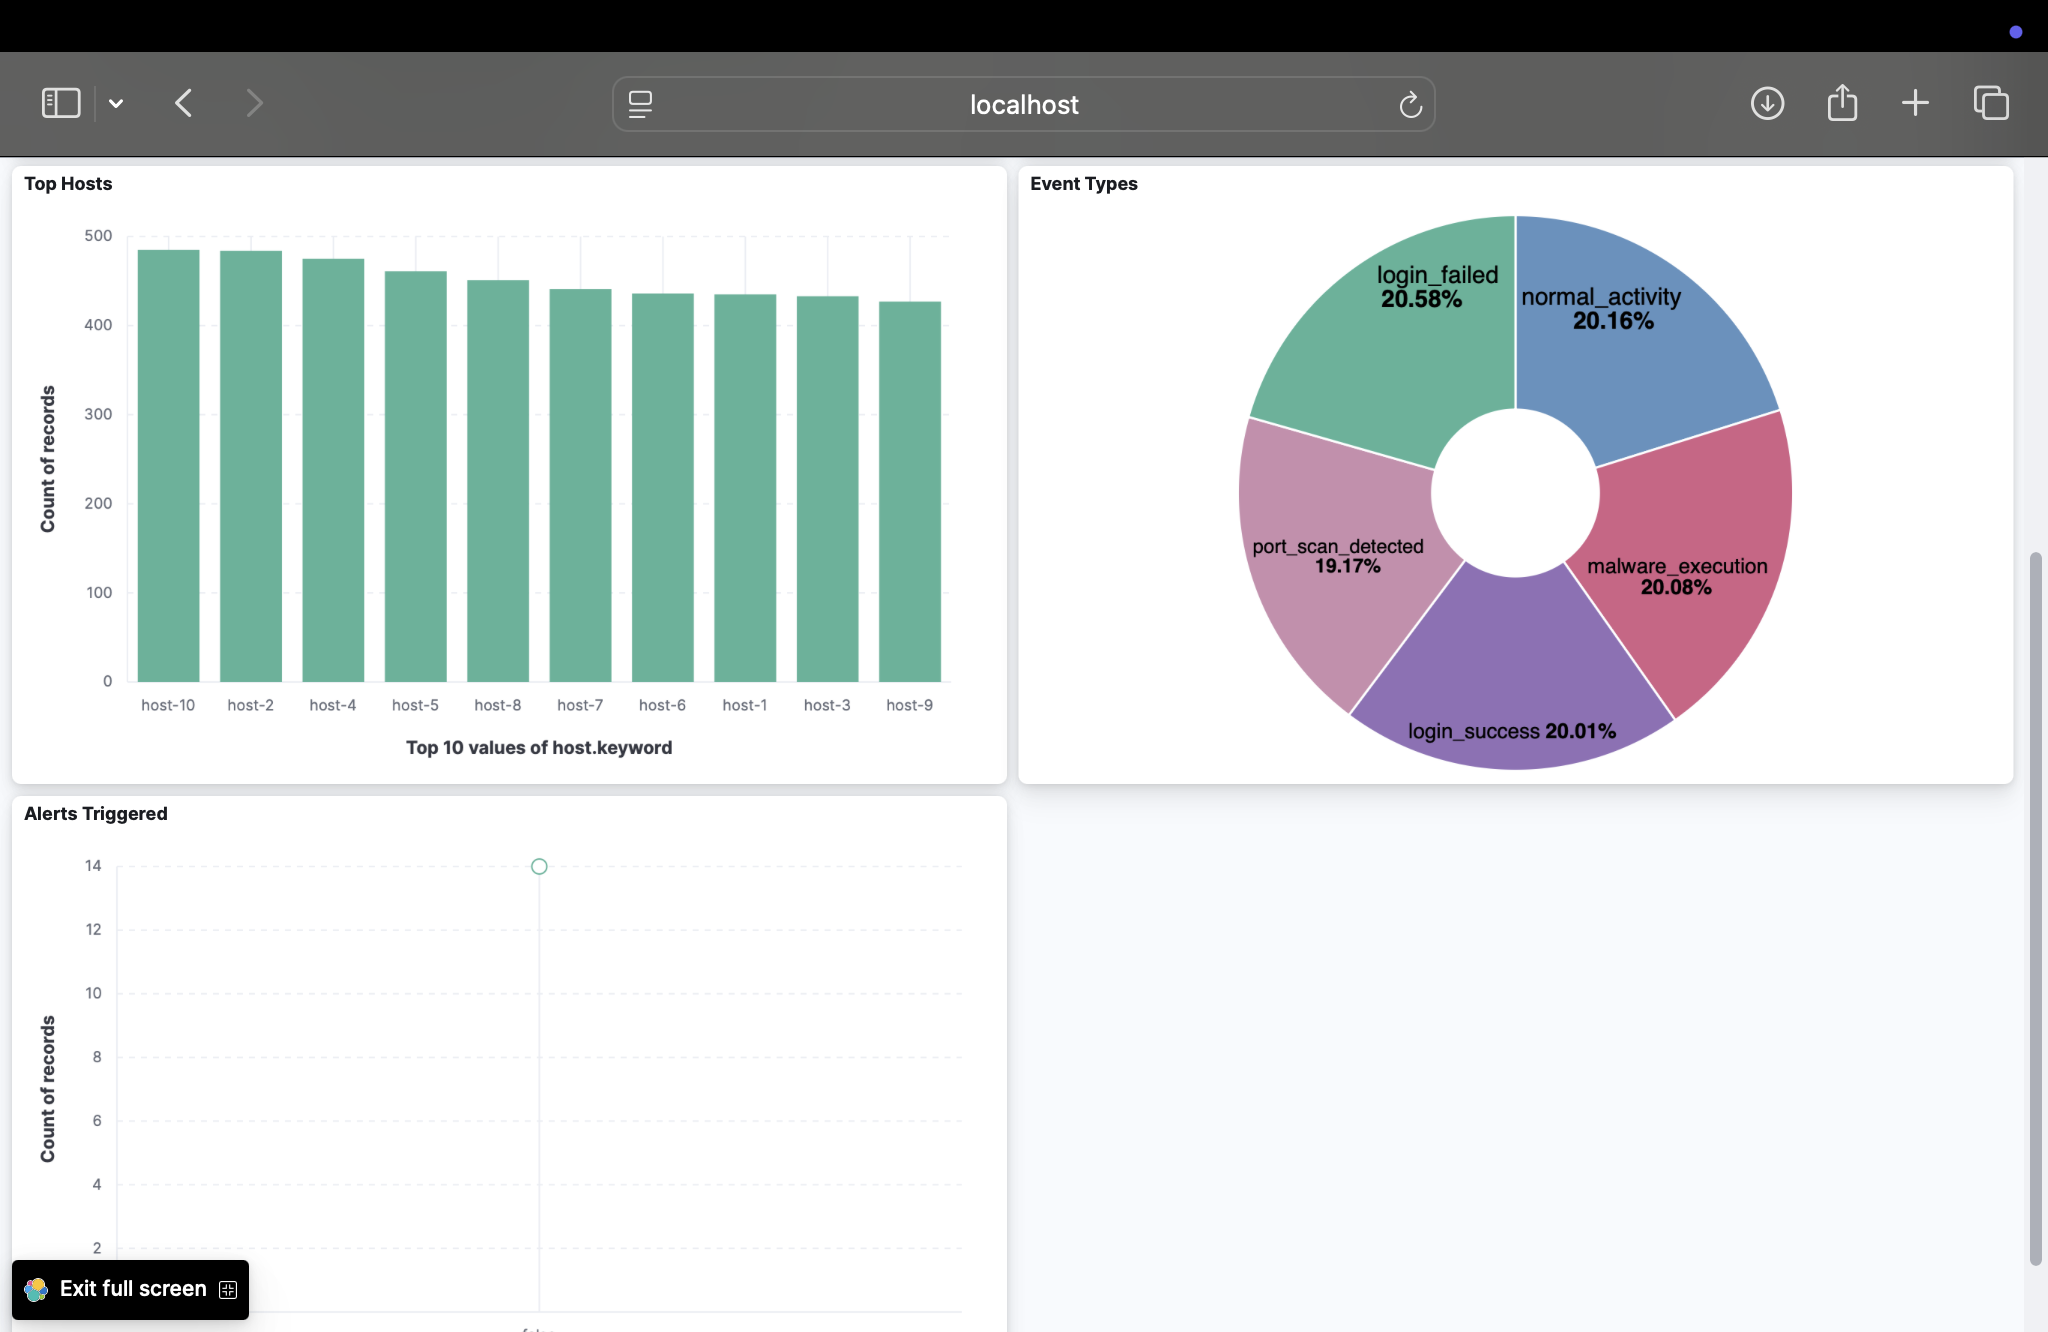 localhost
Top Hosts
500
400
300
200
100
0
Count of records
host-10 host-2 host-4 host-5 host-8 host-7 host-6 host-1 host-3 host-9
Top 10 values of host.keyword
Event Types
login_failed
20.58%
normal_activity
20.16%
port_scan_detected
19.17%
malware_execution
20.08%
login_success 20.01%
Alerts Triggered
14
12
10
8
6
4
2
Count of records
Exit full screen